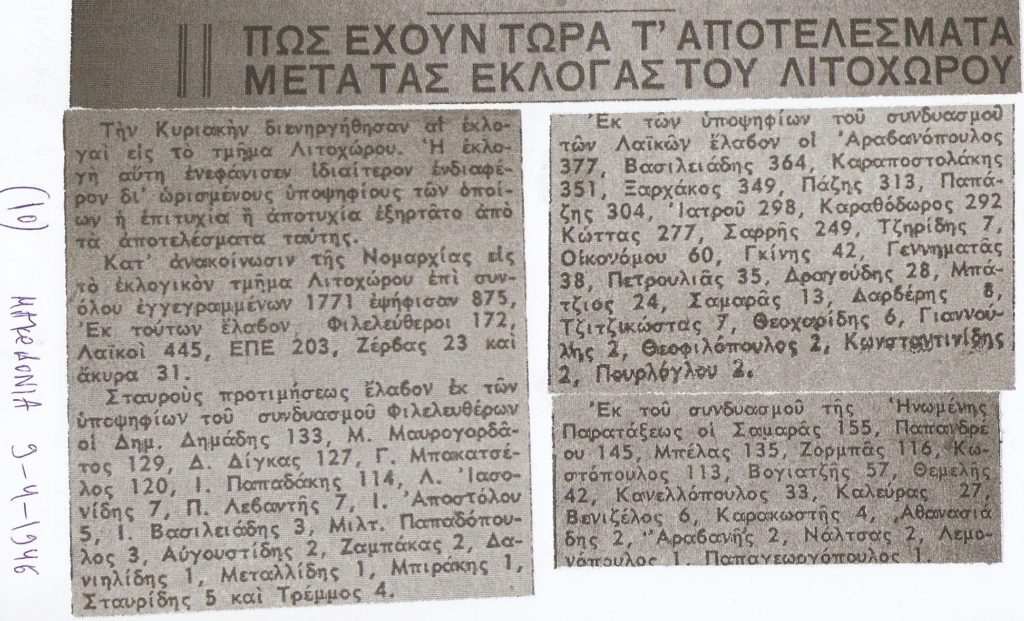 ΠΩΣ ΕΧΟΥΝ ΤΩΡΑ Τ' ΑΠΟΤΕΛΕΣΜΑΤΑ
ΜΕΤΑ ΤΑΣ ΕΚΛΟΓΑΣ ΤΟΥ ΛΙΤΟΧΩΡΟΥ
Τὴν Κυριακὴν διενηργήθησαν αἱ ἐκλο-
γαὶ εἰς τὸ τμῆμα Λιτοχώρου. Ἡ ἐκλο-
γὴ αὕτη ἐνεφάνισεν ἰδιαίτερον ἐνδιαφέ-
ρον δι' ὡρισμένους ὑποψηφίους τῶν ὁποί-
ων ἡ ἐπιτυχία ἢ ἀποτυχία ἐξηρτᾶτο ἀπὸ
τὰ ἀποτελέσματα ταύτης.
Κατ' ἀνακοίνωσιν τῆς Νομαρχίας εἰς
τὸ ἐκλογικὸν τμῆμα Λιτοχώρου ἐπὶ συν-
όλου ἐγγεγραμμένων 1771 ἐψήφισαν 875,
Ἐκ τούτων ἔλαβον Φιλελεύθεροι 172,
Λαϊκοὶ 445, ΕΠΕ 203, Ζέρβας 23 καὶ
ἄκυρα 31.
Σταυροὺς προτιμήσεως ἔλαβον ἐκ τῶν
ὑποψηφίων τοῦ συνδυασμοῦ Φιλελευθέρων
οἱ Δημ. Δημάδης 133, Μ. Μαυρογορδᾶ-
τος 129, Δ. Δίγκας 127, Γ. Μπακατσέ-
λος 120, Ι. Παπαδάκης 114, Λ. Ἰασο-
νίδης 7, Π. Λεβαντῆς 7, Ι. Ἀποστόλου
5, Ι. Βασιλειάδης 3, Μιλτ. Παπαδόπου-
λος 3, Αὐγουστίδης 2, Ζαμπάκας 2, Δα-
νιηλίδης 1, Μεταλλίδης 1, Μπιράκης 1,
Σταυρίδης 5 καὶ Τρέμμος 4.
Ἐκ τῶν ὑποψηφίων τοῦ συνδυασμοῦ
τῶν Λαϊκῶν ἔλαβον οἱ Ἀραβανόπουλος
377, Βασιλειάδης 364, Καραποστολάκης
351, Ξαρχάκος 349, Πάζης 313, Παπά-
ζης 304, Ἰατροῦ 298, Καραθόδωρος 292
Κώττας 277, Σαρρῆς 249, Τζηρίδης 7,
Οἰκονόμου 60, Γκίνης 42, Γεννηματᾶς
38, Πετρουλιᾶς 35, Δραγούδης 28, Μπά-
τζιος 24, Σαμαρᾶς 13, Δαρβέρης 8,
Τζιτζικώστας 7, Θεοχαρίδης 6, Γιαννού-
λης 2, Θεοφιλόπουλος 2, Κωνσταντινίδης
2, Πουρλόγλου 2.
Ἐκ τοῦ συνδυασμοῦ τῆς Ἡνωμένης
Παρατάξεως οἱ Σαμαρᾶς 155, Παπανδρέ
ου 145, Μπέλας 135, Ζορμπᾶς 116, Κω-
στόπουλος 113, Βογιατζῆς 57, Θεμελῆς
42, Κανελλόπουλος 33, Καλεύρας 27,
Βενιζέλος 6, Καρακωστῆς 4, Ἀθανασιά
δης 2, Ἀραβανῆς 2, Νάλτσας 2, Λεμο-
νόπουλος 1, Παπαγεωργόπουλος 1.
(10) ΜΑΚΕΔΟΝΙΑ 9-4-1946